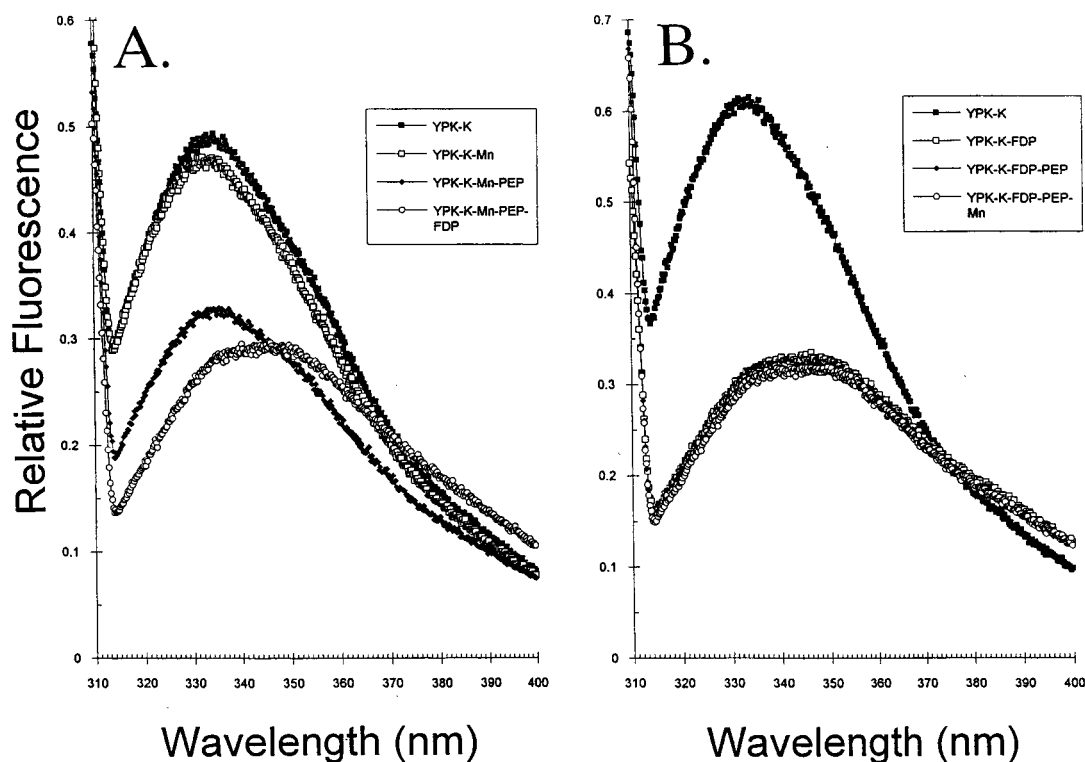 A.
0.6
0.5
0.4
0.3
0.2
0.1
0
310 320 330 340 350 360 370 380 390 400
YPK-K
YPK-K-Mn
YPK-K-Mn-PEP
YPK-K-Mn-PEP-
FDP
Relative Fluorescence
Wavelength (nm)
B.
0.7
0.6
0.5
0.4
0.3
0.2
0.1
0
310 320 330 340 350 360 370 380 390 400
YPK-K
YPK-K-FDP
YPK-K-FDP-PEP
YPK-K-FDP-PEP-
Mn
Wavelength (nm)